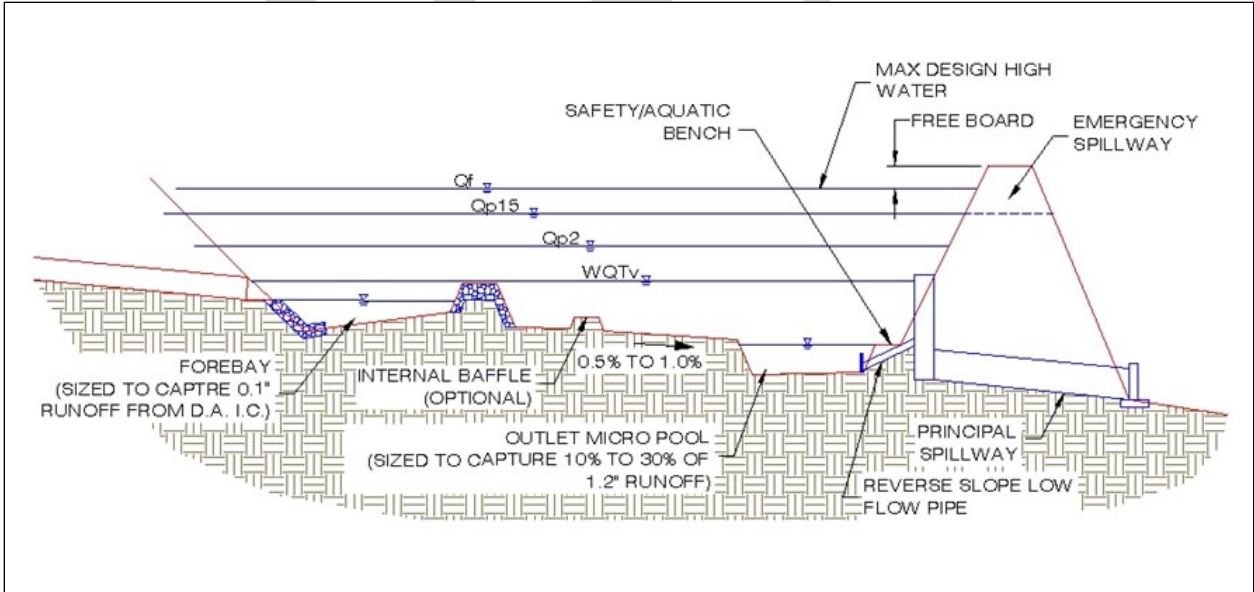 MAX DESIGN HIGH
WATER
SAFETY/AQUATIC
BENCH
FREE BOARD
EMERGENCY
SPILLWAY
Qf
Qp15
Qp2
WQTv
FOREBAY
(SIZED TO CAPTRE 0.1"
RUNOFF FROM D.A. I.C.)
INTERNAL BAFFLE
(OPTIONAL)
0.5% TO 1.0%
OUTLET MICRO POOL
(SIZED TO CAPTURE 10% TO 30% OF
1.2" RUNOFF)
PRINCIPAL
SPILLWAY
REVERSE SLOPE LOW
FLOW PIPE